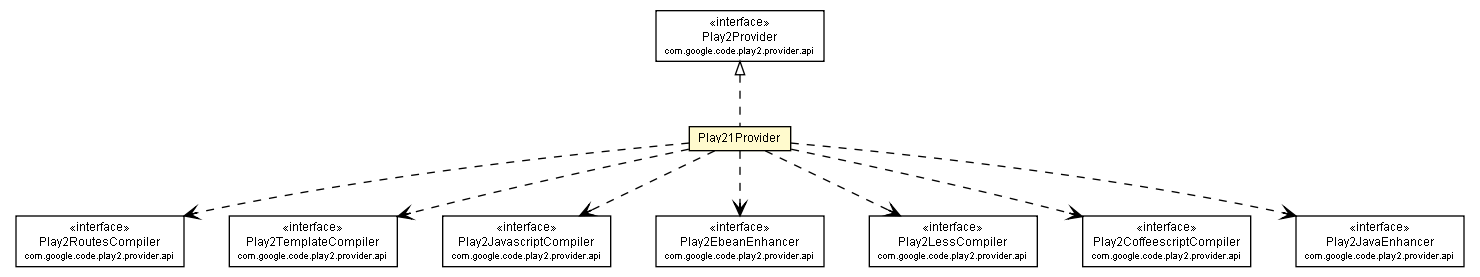 «interface»
Play2Provider
com.google.code.play2.provider.api
Play21Provider
«interface»
Play2RoutesCompiler
com.google.code.play2.provider.api
«interface»
Play2TemplateCompiler
com.google.code.play2.provider.api
«interface»
Play2JavascriptCompiler
com.google.code.play2.provider.api
«interface»
Play2EbeanEnhancer
com.google.code.play2.provider.api
«interface»
Play2LessCompiler
com.google.code.play2.provider.api
«interface»
Play2CoffeescriptCompiler
com.google.code.play2.provider.api
«interface»
Play2JavaEnhancer
com.google.code.play2.provider.api